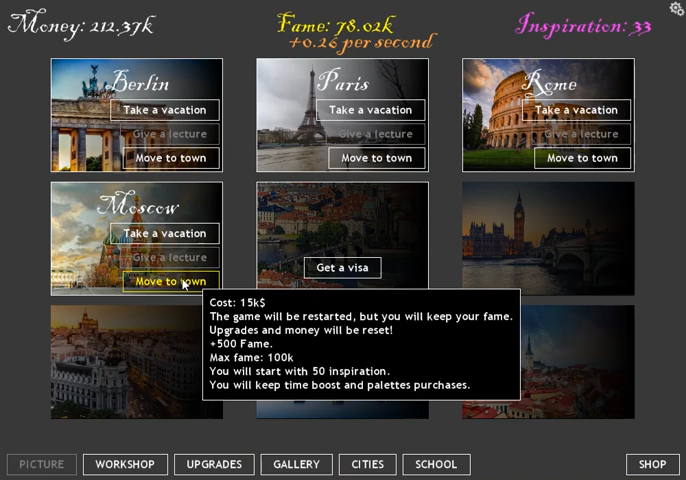 Money: 212.37k
Fame: 78.02k
+0.26 per second
Inspiration: 33
Berlin
Take a vacation
Give a lecture
Move to town
Paris
Take a vacation
Give a lecture
Move to town
Rome
Take a vacation
Give a lecture
Move to town
Moscow
Take a vacation
Give a lecture
Move to town
Get a visa
Cost: 15k$
The game will be restarted, but you will keep your fame.
Upgrades and money will be reset!
+500 Fame.
Max fame: 100k
You will start with 50 inspiration.
You will keep time boost and palettes purchases.
PICTURE
WORKSHOP
UPGRADES
GALLERY
CITIES
SCHOOL
SHOP